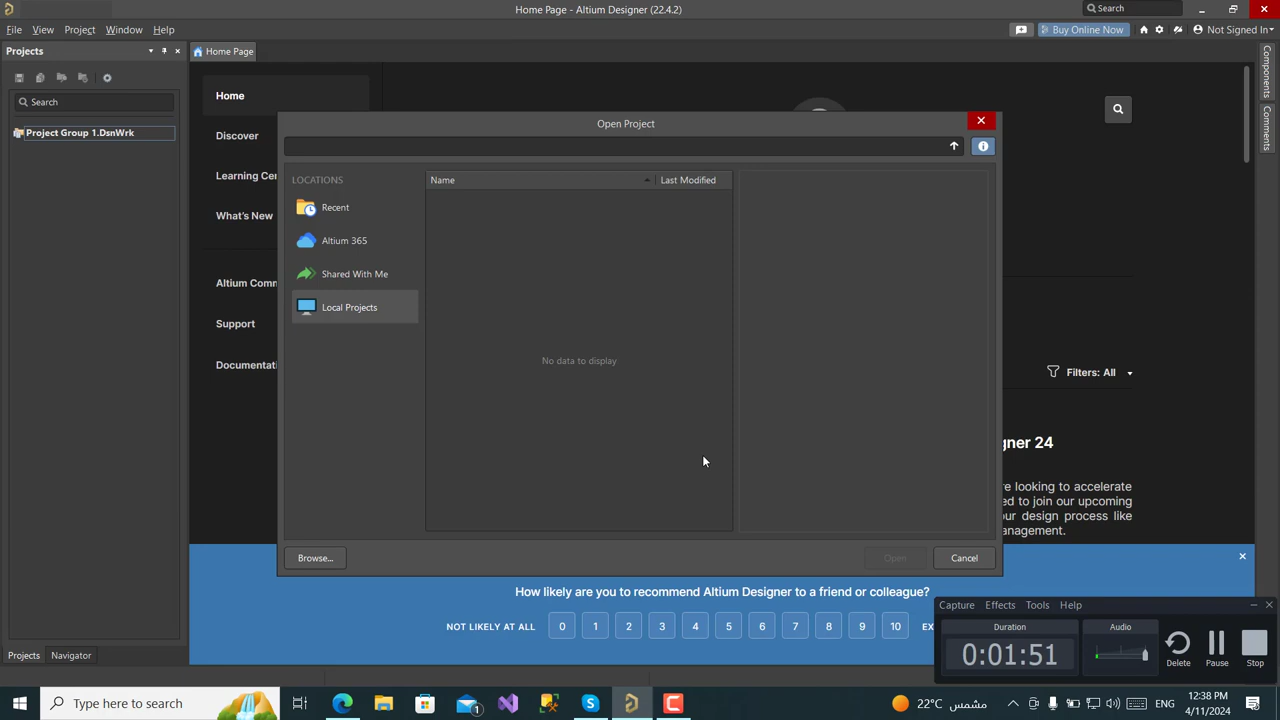 Home Page - Altium Designer (22.4.2)
Search
File View Project Window Help
Buy Online Now
Not Signed In
Projects
Home Page
Search
Project Group 1.DsnWrk
Home
Discover
Learning Cen
What's New
Altium Comm
Support
Documentati
Open Project
LOCATIONS
Recent
Altium 365
Shared With Me
Local Projects
Name
Last Modified
No data to display
Browse...
Open
Cancel
Filters: All
gner 24
re looking to accelerate
ed to join our upcoming
ur design process like
nagement.
Components
Comments
How likely are you to recommend Altium Designer to a friend or colleague?
NOT LIKELY AT ALL 0 1 2 3 4 5 6 7 8 9 10 EX
Capture Effects Tools Help
Duration
Audio
0:01:51
Delete Pause Stop
Projects Navigator
Type here to search
1
22°C مشمس
ENG
12:38 PM
4/11/2024